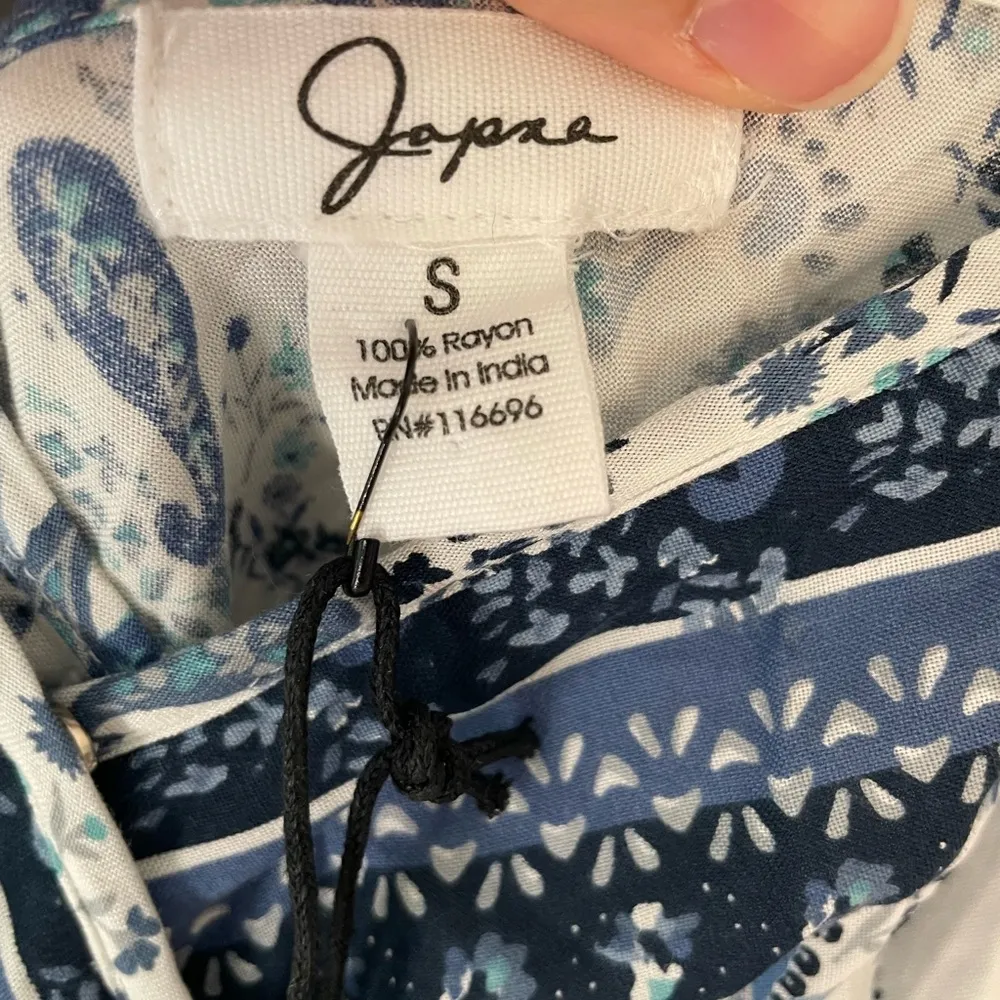 Japna
S
100% Rayon
Made In India
RN#116696